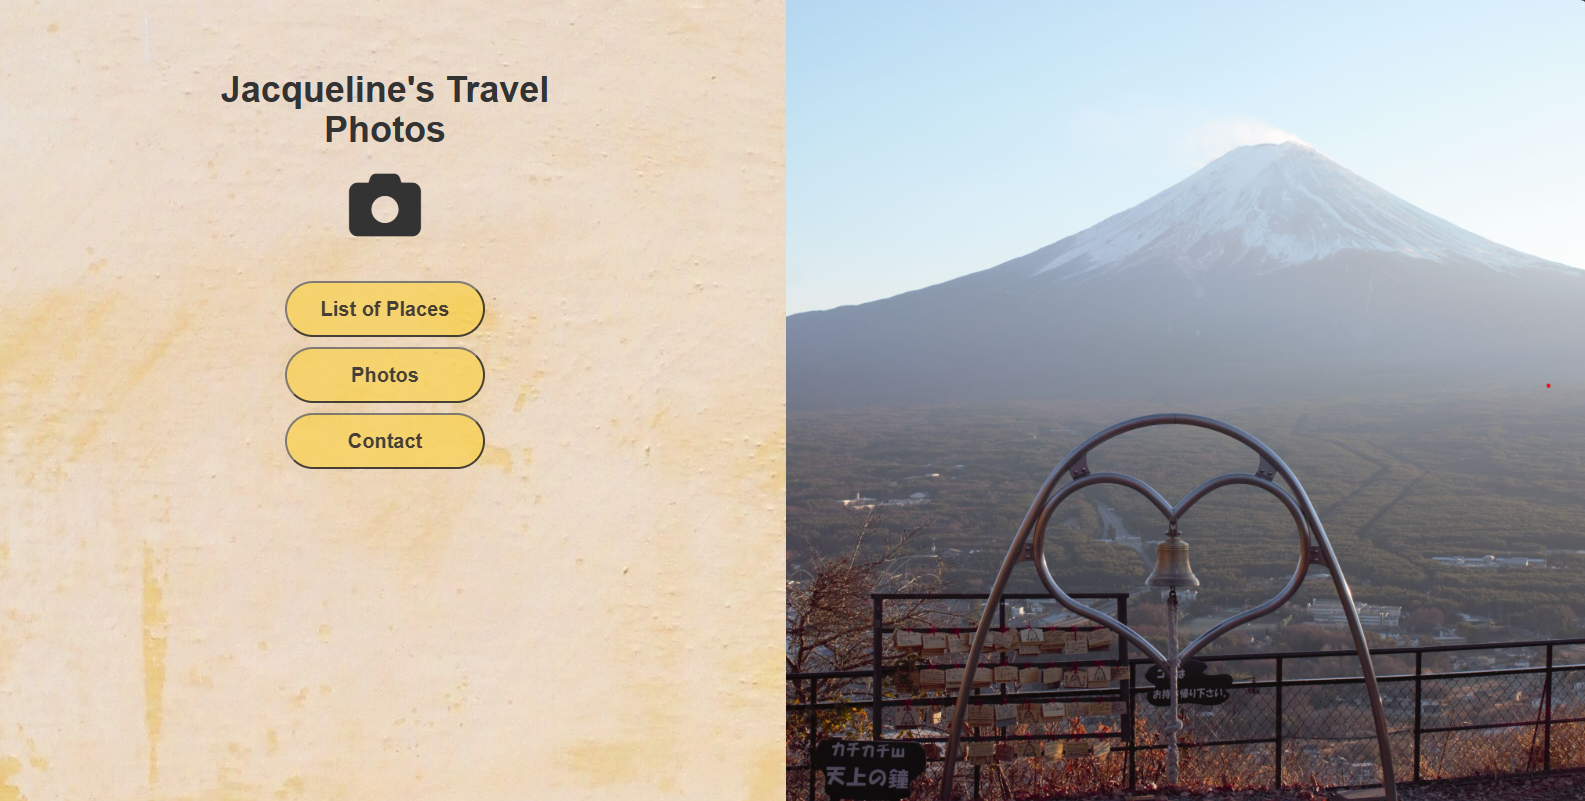 Jacqueline's Travel
Photos
List of Places
Photos
Contact
お持ち帰り下さい。
カチカチ山
天上の鐘